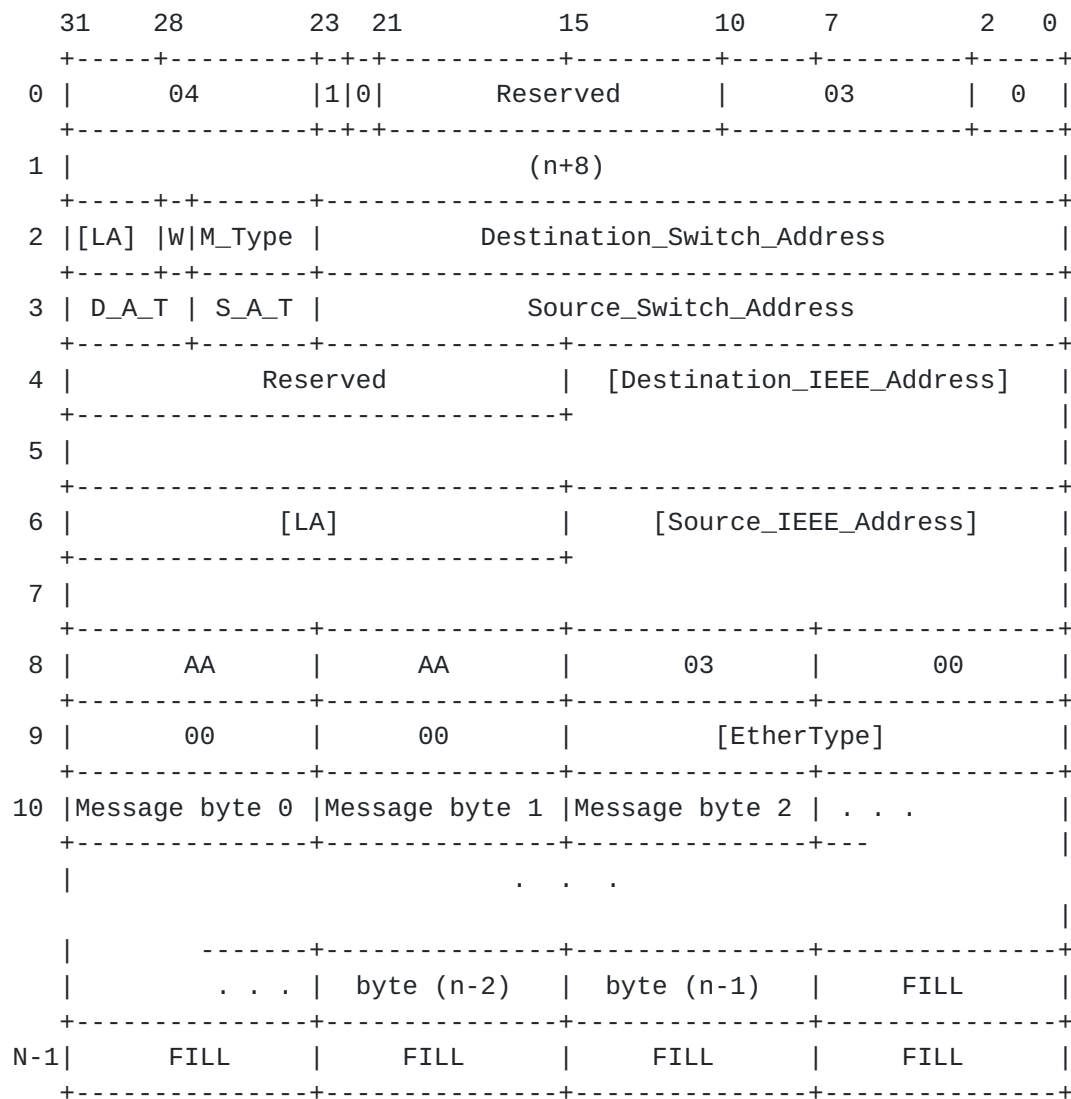 31 28 23 21 15 10 7 2 0
+-----+---------+-+-+-----------+---------+-----+---------+-----+
0 | 04 |1|0| Reserved | 03 | 0 |
+---------------+-+-+---------------------+---------------+-----+
1 | (n+8) |
+-----+-+-------+-----------------------------------------------+
2 |[LA] |W|M_Type | Destination_Switch_Address |
+-----+-+-------+-----------------------------------------------+
3 | D_A_T | S_A_T | Source_Switch_Address |
+-------+-------+---------------+-------------------------------+
4 | Reserved | [Destination_IEEE_Address] |
+-------------------------------+ |
5 | |
+-------------------------------+-------------------------------+
6 | [LA] | [Source_IEEE_Address] |
+-------------------------------+ |
7 | |
+---------------+---------------+---------------+---------------+
8 | AA | AA | 03 | 00 |
+---------------+---------------+---------------+---------------+
9 | 00 | 00 | [EtherType] |
+---------------+---------------+---------------+---------------+
10 |Message byte 0 |Message byte 1 |Message byte 2 | . . . |
+---------------+---------------+---------------+--- |
| . . .
|
| -------+---------------+---------------+---------------+
| . . . | byte (n-2) | byte (n-1) | FILL |
+---------------+---------------+---------------+---------------+
N-1| FILL | FILL | FILL | FILL |
+---------------+---------------+---------------+---------------+